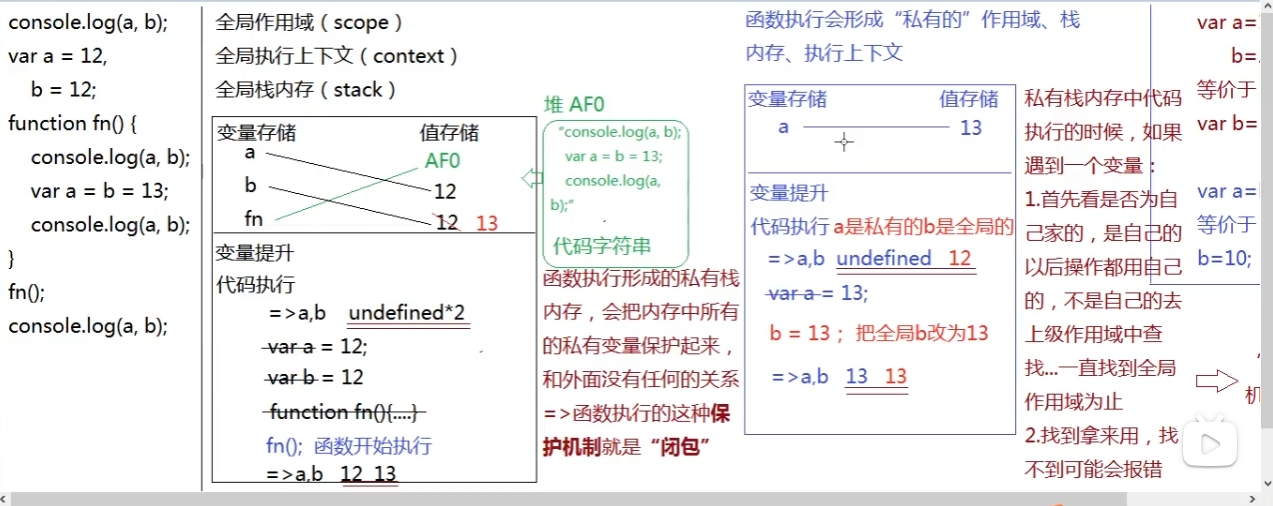 console.log(a, b);
var a = 12,
b = 12;
function fn() {
console.log(a, b);
var a = b = 13;
console.log(a, b);
}
fn();
console.log(a, b);
全局作用域（scope）
全局执行上下文（context）
全局栈内存（stack）
变量存储 值存储
a AF0
b 12
fn 12 13
变量提升
代码执行
=>a,b undefined*2
var a = 12;
var b = 12
function fn(){....}
fn(); 函数开始执行
=>a,b 12 13
堆 AF0
"console.log(a, b);
var a = b = 13;
console.log(a,
b);"
代码字符串
函数执行形成的私有栈
内存，会把内存中所有
的私有变量保护起来，
和外面没有任何的关系
=>函数执行的这种保
护机制就是“闭包”
函数执行会形成“私有的”作用域、栈
内存、执行上下文
变量存储 值存储
a 13
变量提升
代码执行 a是私有的b是全局的
=>a,b undefined 12
var a = 13;
b = 13； 把全局b改为13
=>a,b 13 13
私有栈内存中代码
执行的时候，如果
遇到一个变量：
1.首先看是否为自
己家的，是自己的
以后操作都用自己
的，不是自己的去
上级作用域中查
找...一直找到全局
作用域为止
2.找到拿来用，找
不到可能会报错
var a=
b=
等价于
var b=
var a=
等价于
b=10;
机